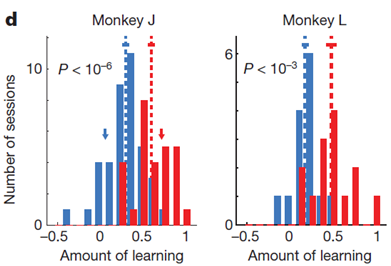 d
Monkey J
Monkey L
Number of sessions
10
0
P < 10⁻⁶
−0.5 0 0.5 1
Amount of learning
6
0
P < 10⁻³
−0.5 0 0.5 1
Amount of learning